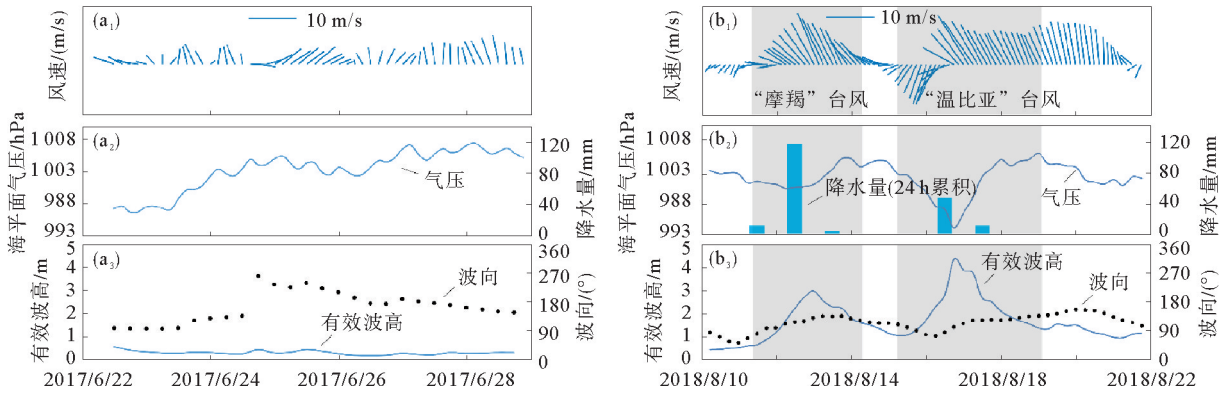 (a₁)
10 m/s
风速/(m/s)
(a₂)
1 008
1 003
988
993
海平面气压/hPa
气压
120
80
40
0
降水量/mm
(a₃)
5
4
3
2
1
0
有效波高/m
波向
有效波高
360
270
180
90
0
波向/(°)
2017/6/22
2017/6/24
2017/6/26
2017/6/28
(b₁)
10 m/s
风速/(m/s)
“摩羯”台风
“温比亚”台风
(b₂)
1 008
1 003
988
993
海平面气压/hPa
降水量(24 h累积)
气压
120
80
40
0
降水量/mm
(b₃)
5
4
3
2
1
0
有效波高/m
有效波高
波向
360
270
180
90
0
波向/(°)
2018/8/10
2018/8/14
2018/8/18
2018/8/22